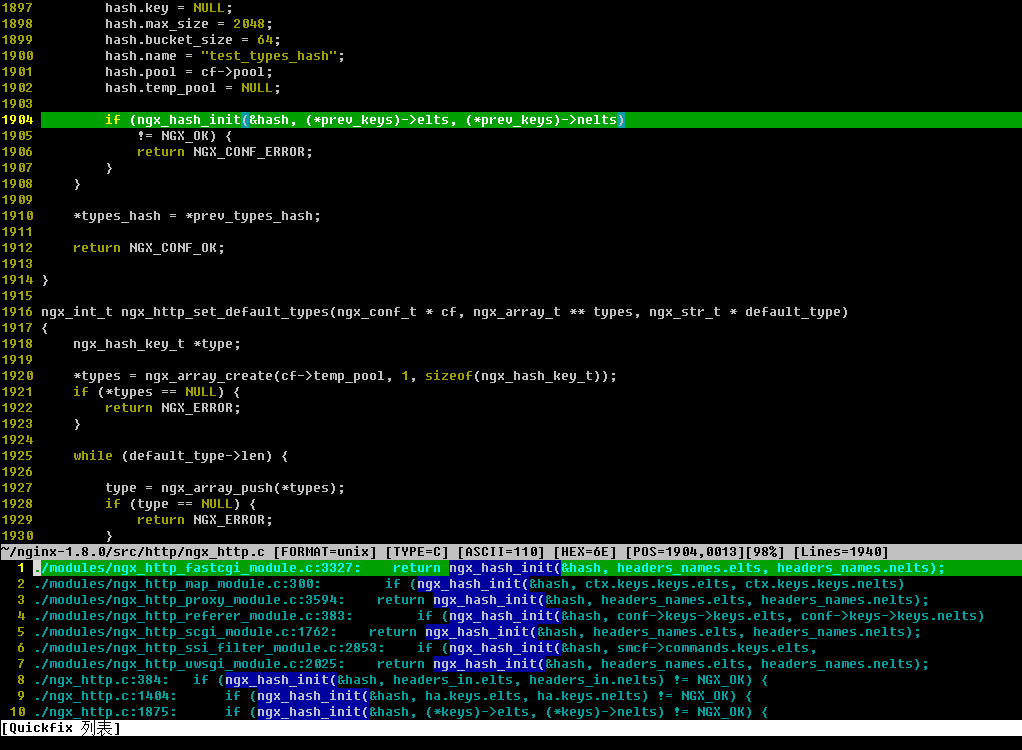 1897         hash.key = NULL;
1898         hash.max_size = 2048;
1899         hash.bucket_size = 64;
1900         hash.name = "test_types_hash";
1901         hash.pool = cf->pool;
1902         hash.temp_pool = NULL;
1903
1904         if (ngx_hash_init(&hash, (*prev_keys)->elts, (*prev_keys)->nelts)
1905             != NGX_OK) {
1906             return NGX_CONF_ERROR;
1907         }
1908     }
1909
1910     *types_hash = *prev_types_hash;
1911
1912     return NGX_CONF_OK;
1913
1914 }
1915
1916 ngx_int_t ngx_http_set_default_types(ngx_conf_t * cf, ngx_array_t ** types, ngx_str_t * default_type)
1917 {
1918     ngx_hash_key_t *type;
1919
1920     *types = ngx_array_create(cf->temp_pool, 1, sizeof(ngx_hash_key_t));
1921     if (*types == NULL) {
1922         return NGX_ERROR;
1923     }
1924
1925     while (default_type->len) {
1926
1927         type = ngx_array_push(*types);
1928         if (type == NULL) {
1929             return NGX_ERROR;
1930         }
~/nginx-1.8.0/src/http/ngx_http.c [FORMAT=unix] [TYPE=C] [ASCII=110] [HEX=6E] [POS=1904,0013][98%] [Lines=1940]
1 ./modules/ngx_http_fastcgi_module.c:3327:    return ngx_hash_init(&hash, headers_names.elts, headers_names.nelts);
2 ./modules/ngx_http_map_module.c:300:        if (ngx_hash_init(&hash, ctx.keys.keys.elts, ctx.keys.keys.nelts)
3 ./modules/ngx_http_proxy_module.c:3594:    return ngx_hash_init(&hash, headers_names.elts, headers_names.nelts);
4 ./modules/ngx_http_referer_module.c:383:        if (ngx_hash_init(&hash, conf->keys->keys.elts, conf->keys->keys.nelts)
5 ./modules/ngx_http_scgi_module.c:1762:    return ngx_hash_init(&hash, headers_names.elts, headers_names.nelts);
6 ./modules/ngx_http_ssi_filter_module.c:2853:    if (ngx_hash_init(&hash, smcf->commands.keys.elts,
7 ./modules/ngx_http_uwsgi_module.c:2025:    return ngx_hash_init(&hash, headers_names.elts, headers_names.nelts);
8 ./ngx_http.c:384:   if (ngx_hash_init(&hash, headers_in.elts, headers_in.nelts) != NGX_OK) {
9 ./ngx_http.c:1404:      if (ngx_hash_init(&hash, ha.keys.elts, ha.keys.nelts) != NGX_OK) {
10 ./ngx_http.c:1875:      if (ngx_hash_init(&hash, (*keys)->elts, (*keys)->nelts) != NGX_OK) {
[Quickfix 列表]